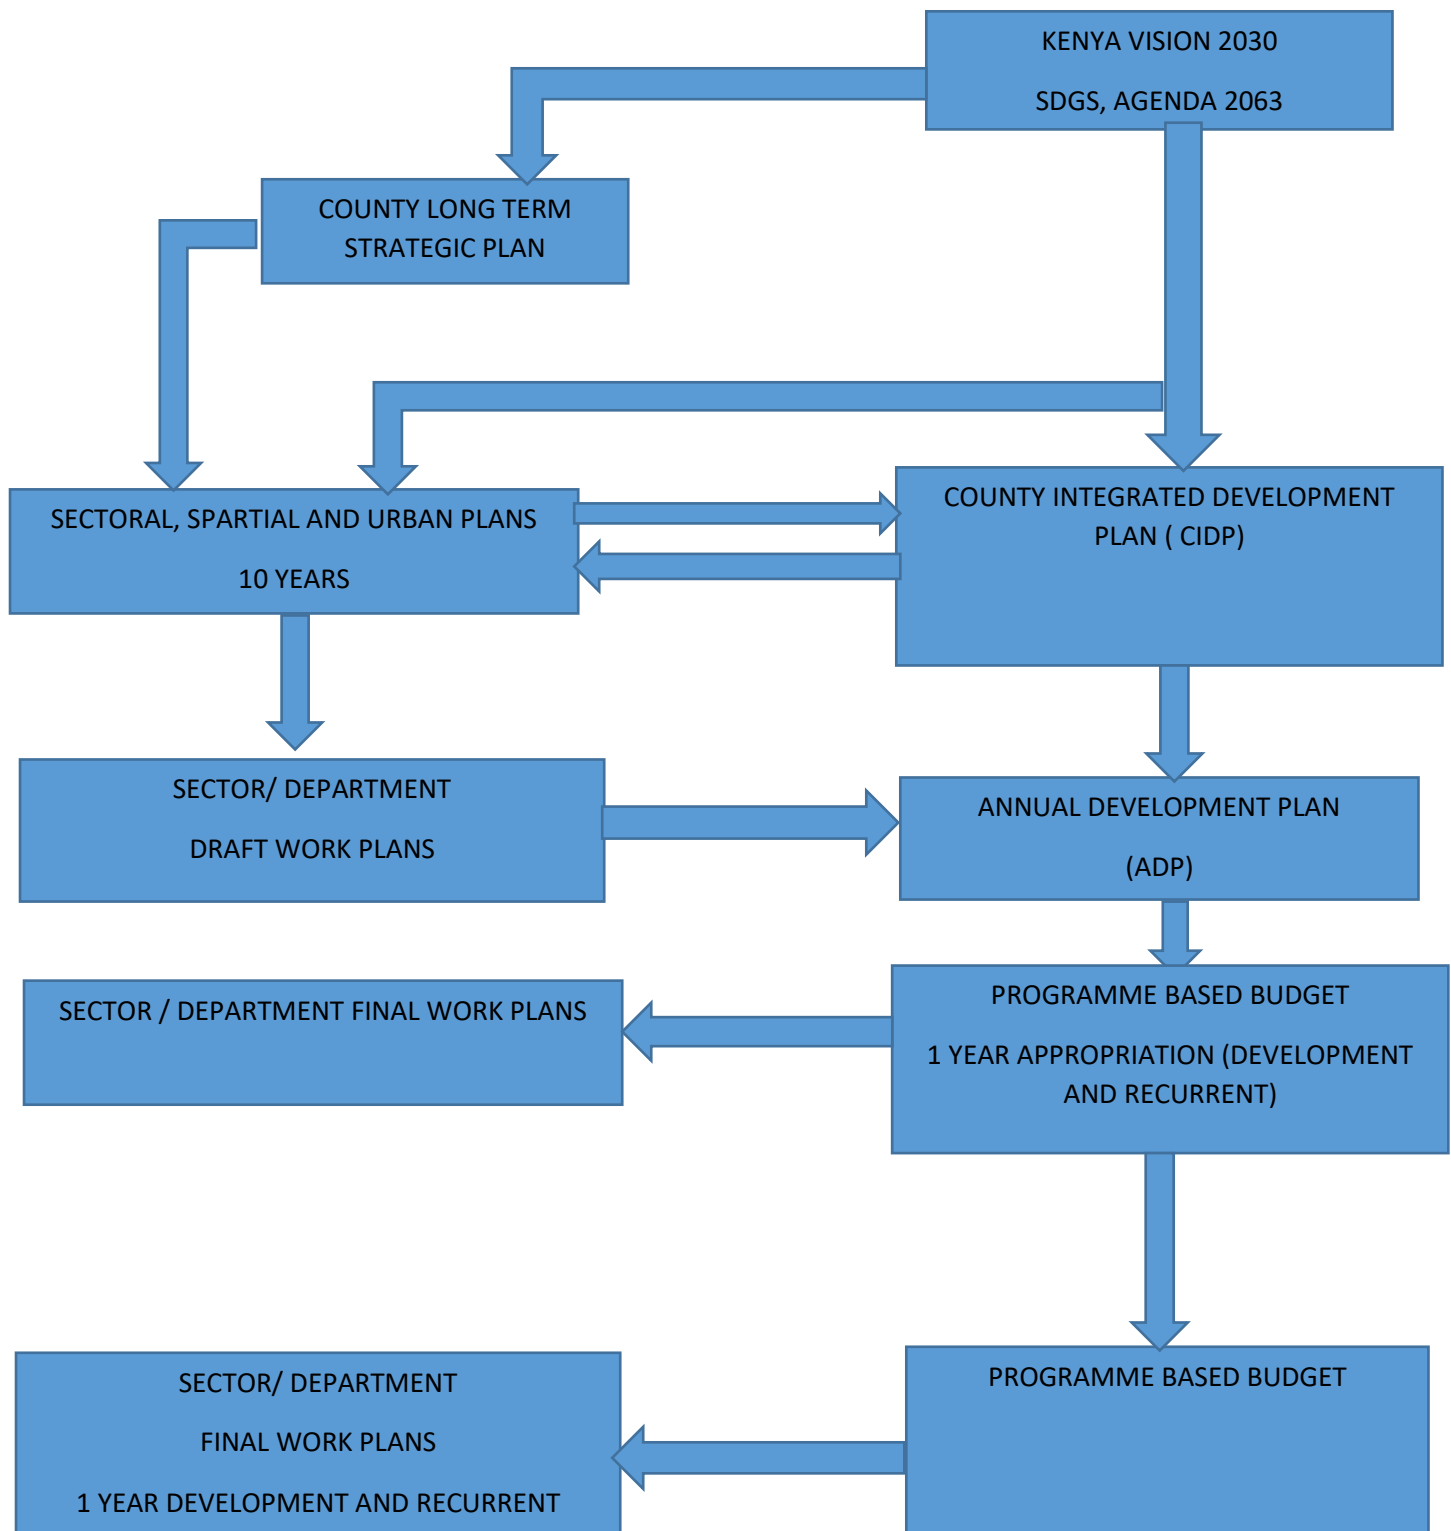 KENYA VISION 2030
SDGS, AGENDA 2063
COUNTY LONG TERM
STRATEGIC PLAN
SECTORAL, SPARTIAL AND URBAN PLANS
10 YEARS
COUNTY INTEGRATED DEVELOPMENT
PLAN ( CIDP)
SECTOR/ DEPARTMENT
DRAFT WORK PLANS
ANNUAL DEVELOPMENT PLAN
(ADP)
SECTOR / DEPARTMENT FINAL WORK PLANS
PROGRAMME BASED BUDGET
1 YEAR APPROPRIATION (DEVELOPMENT
AND RECURRENT)
SECTOR/ DEPARTMENT
FINAL WORK PLANS
1 YEAR DEVELOPMENT AND RECURRENT
PROGRAMME BASED BUDGET